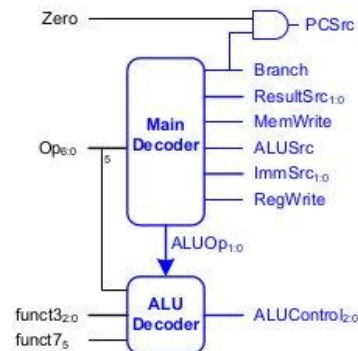 Zero
PCSrc
Branch
ResultSrc1:0
MemWrite
Main
Decoder
Op6:0
5
ALUSrc
ImmSrc1:0
RegWrite
ALUOp1:0
ALU
Decoder
funct32:0
funct75
ALUControl2:0